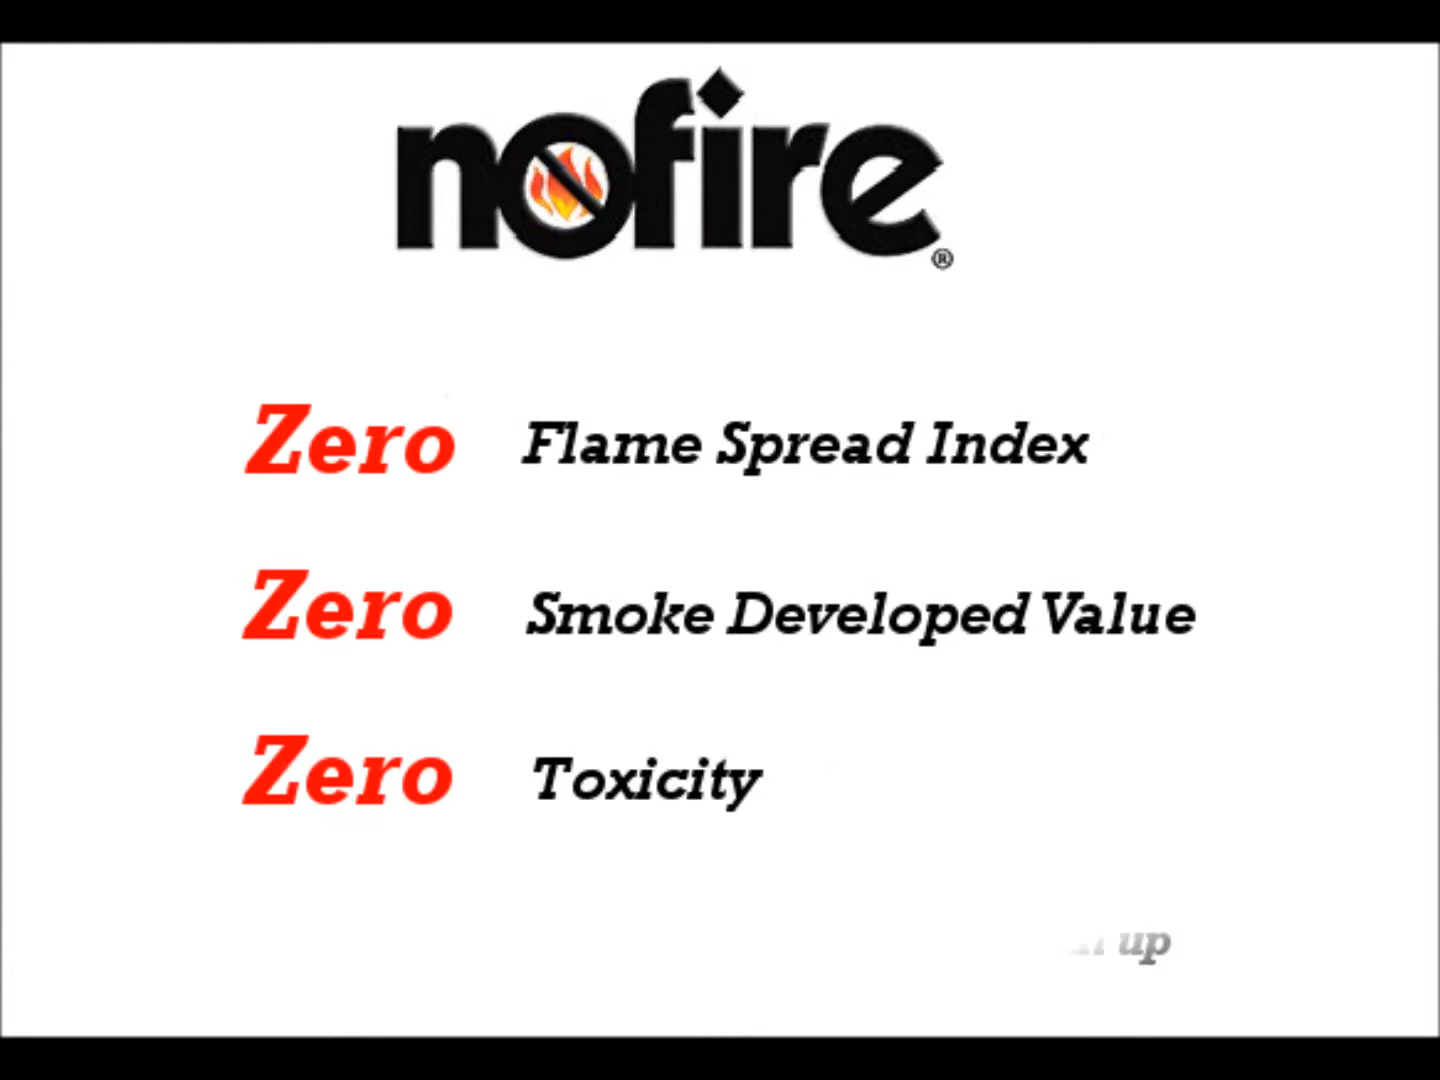 nofire®
Zero Flame Spread Index
Zero Smoke Developed Value
Zero Toxicity
up